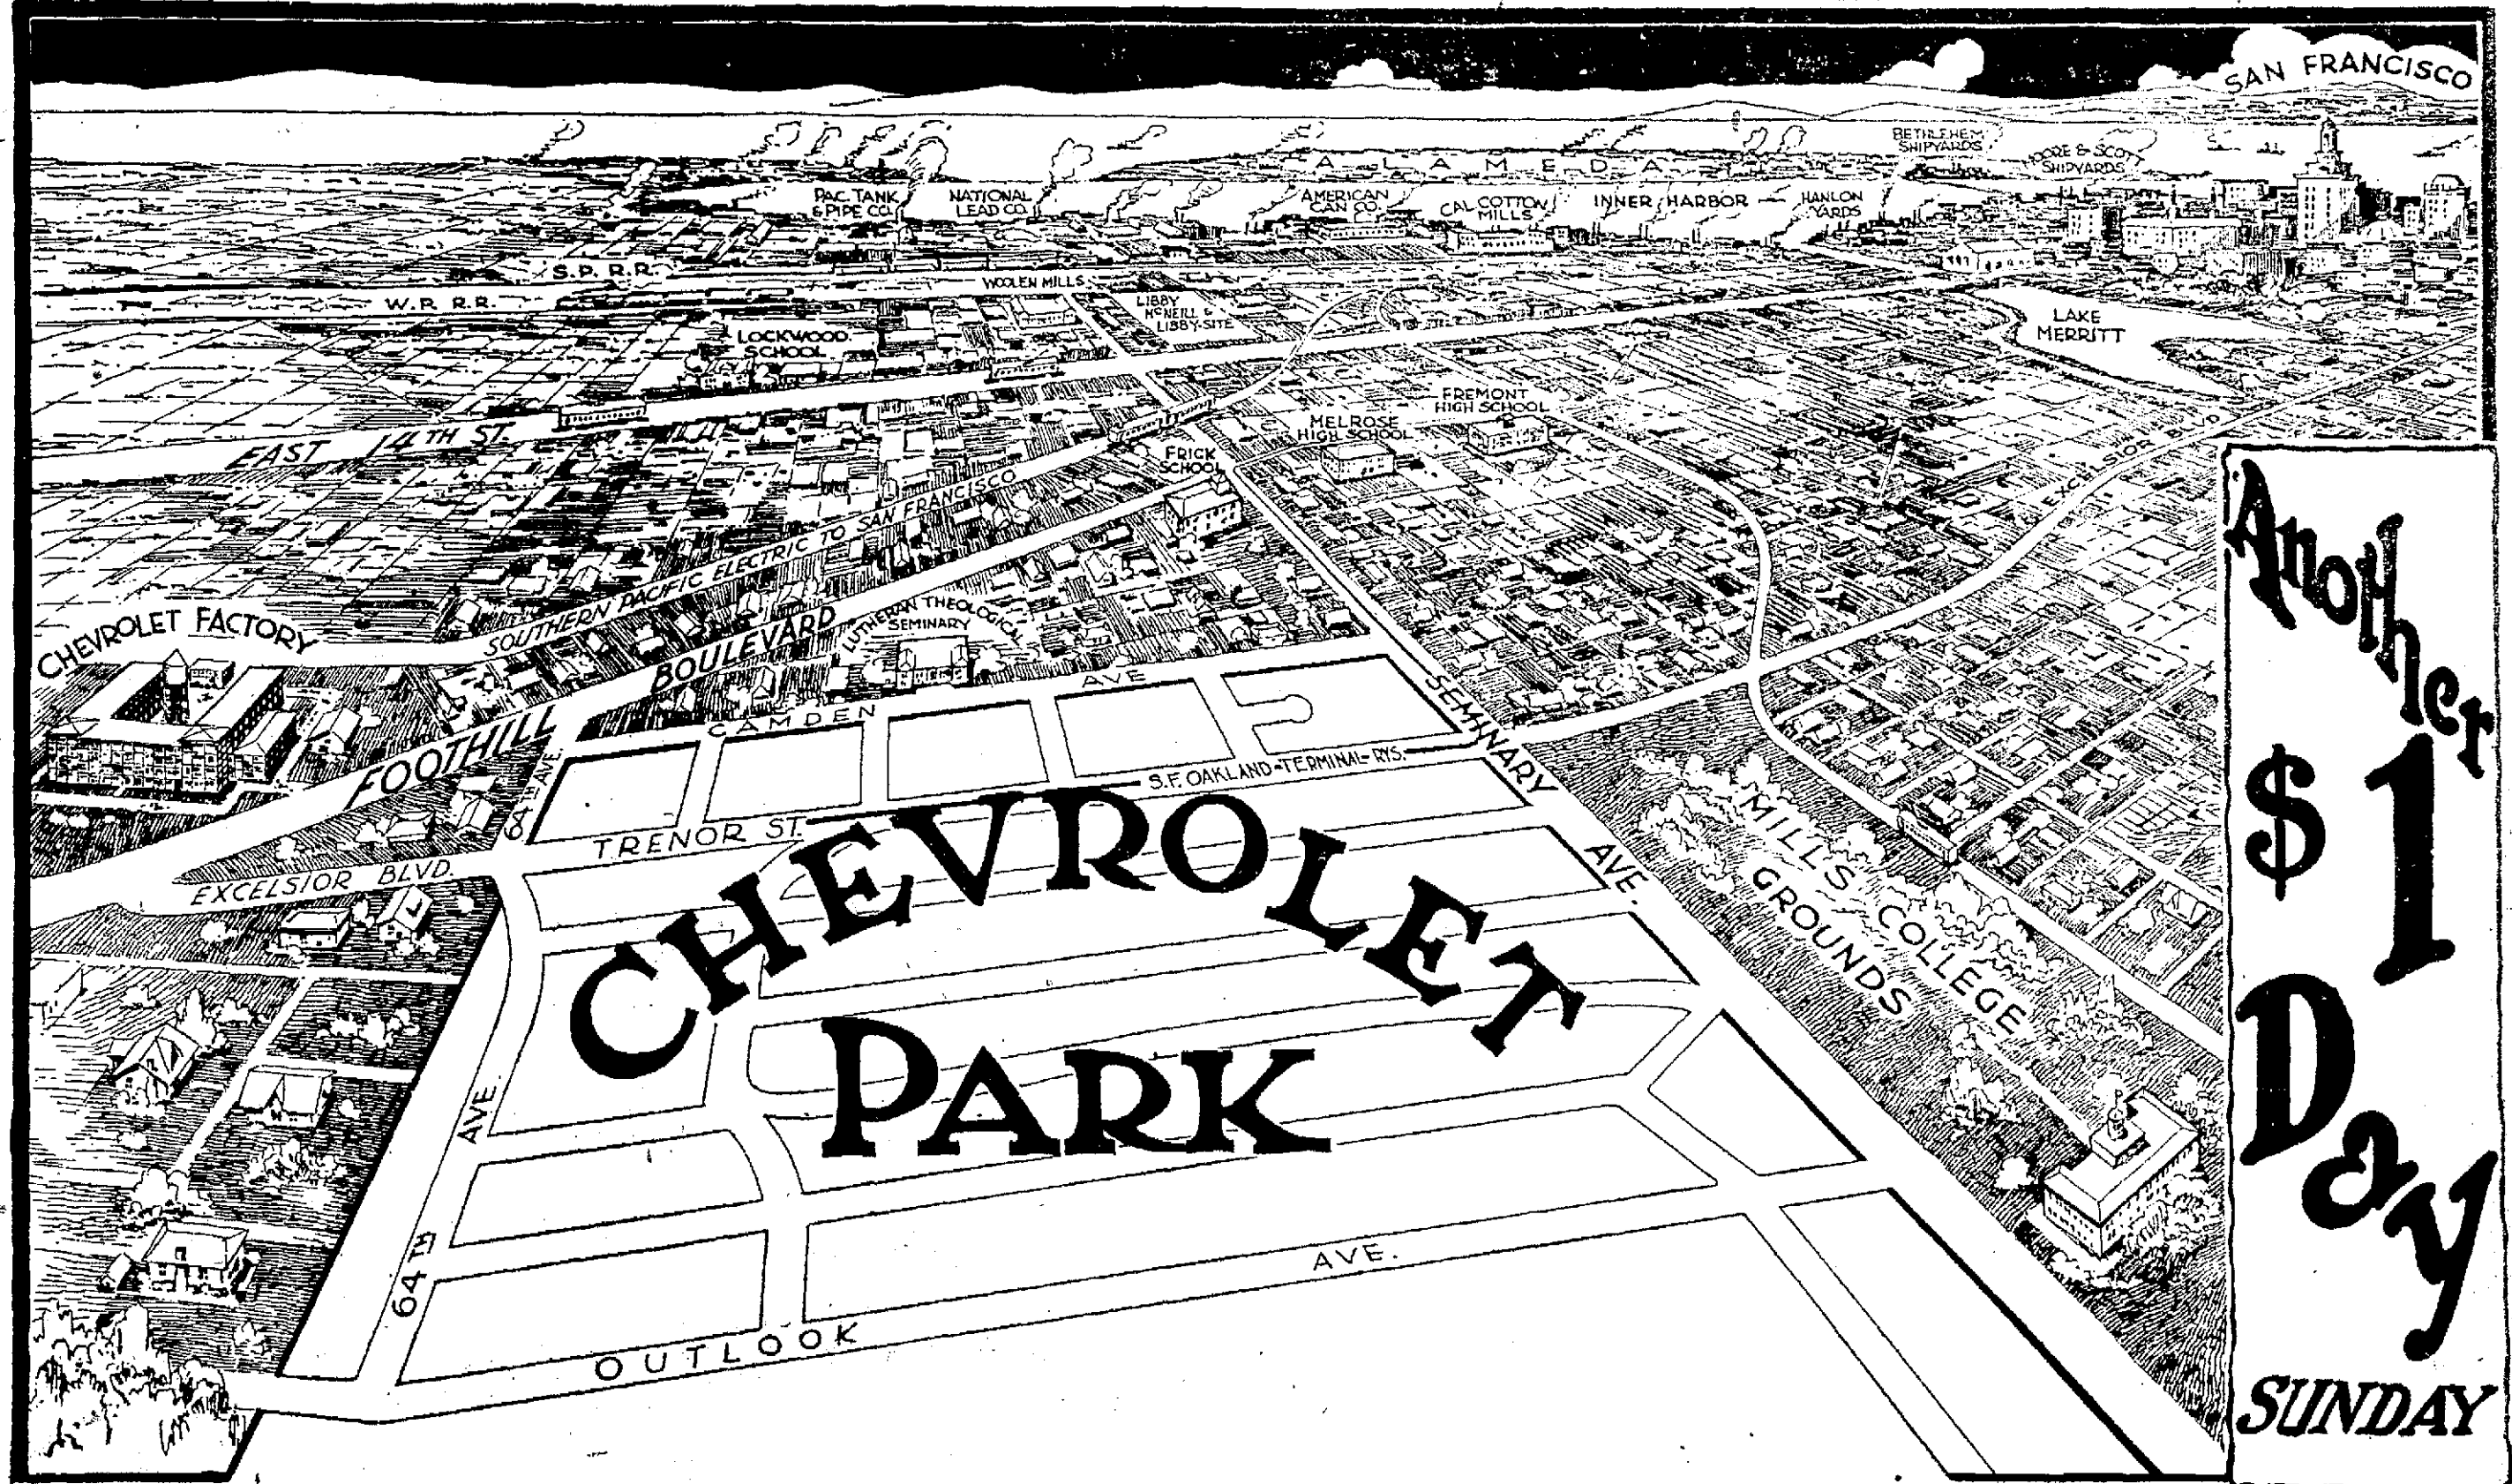 SAN FRANCISCO
BETHLEHEM
SHIPYARDS
MOORE & SCOTT
SHIPYARDS
ALAMEDA
PAC. TANK
& PIPE CO.
NATIONAL
LEAD CO.
AMERICAN
CAN CO.
CAL COTTON
MILLS
INNER HARBOR
HANLON
YARDS
S.P. R.R.
W.P. R.R.
WOOLEN MILLS
LIBBY
McNEILL &
LIBBY-SITE
LAKE
MERRITT
LOCKWOOD
SCHOOL
EAST 14TH ST.
FREMONT
HIGH SCHOOL
MELROSE
HIGH SCHOOL
FRICK
SCHOOL
EXCELSIOR BLVD
SOUTHERN PACIFIC ELECTRIC TO SAN FRANCISCO
CHEVROLET FACTORY
LUTHERAN THEOLOGICAL
SEMINARY
FOOTHILL BOULEVARD
CAMDEN AVE
SEMINARY AVE.
64TH AVE.
S.F. OAKLAND-TERMINAL-RYS.
TRENOR ST.
EXCELSIOR BLVD.
MILLS COLLEGE
GROUNDS
CHEVROLET
PARK
64TH AVE.
OUTLOOK AVE.
Another
$1
Day
SUNDAY